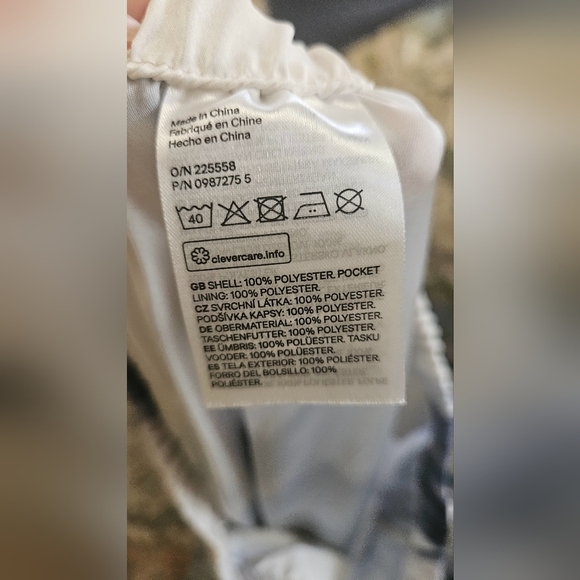 Made in China
Fabriqué en Chine
Hecho en China
O/N 225558
P/N 0987275 5
40
clevercare.info
GB SHELL: 100% POLYESTER. POCKET
LINING: 100% POLYESTER.
CZ SVRCHNÍ LÁTKA: 100% POLYESTER.
PODŠÍVKA KAPSY: 100% POLYESTER.
DE OBERMATERIAL: 100% POLYESTER.
TASCHENFUTTER: 100% POLYESTER.
EE ÜMBRIS: 100% POLÜESTER. TASKU
VOODER: 100% POLÜESTER.
ES TELA EXTERIOR: 100% POLIÉSTER.
FORRO DEL BOLSILLO: 100%
POLIÉSTER.